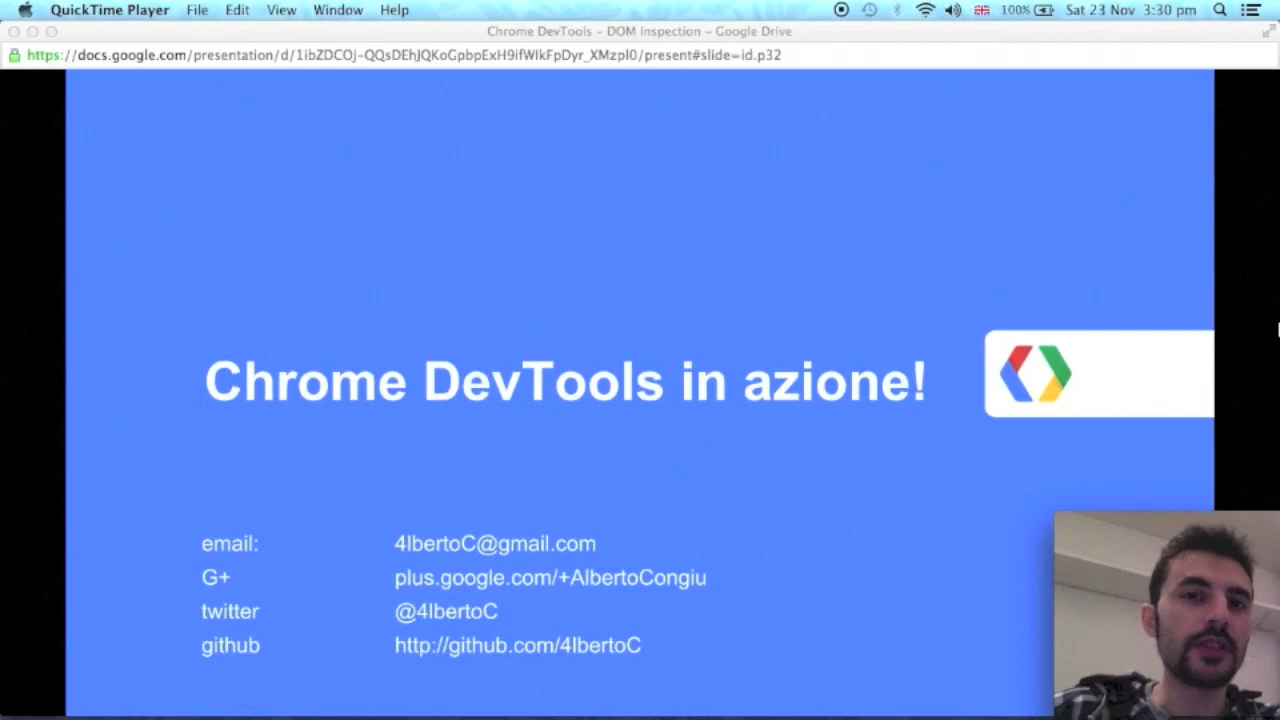 QuickTime Player File Edit View Window Help 100% Sat 23 Nov 3:30 pm
Chrome DevTools – DOM Inspection – Google Drive
https://docs.google.com/presentation/d/1ibZDCOj-QQsDEhJQKoGpbpExH9ifWlkFpDyr_XMzpl0/present#slide=id.p32
Chrome DevTools in azione!
email: 4lbertoC@gmail.com
G+ plus.google.com/+AlbertoCongiu
twitter @4lbertoC
github http://github.com/4lbertoC